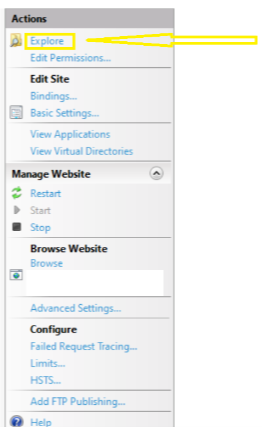 Actions
Explore
Edit Permissions...
Edit Site
Bindings...
Basic Settings...
View Applications
View Virtual Directories
Manage Website
Restart
Start
Stop
Browse Website
Browse
Advanced Settings...
Configure
Failed Request Tracing...
Limits...
HSTS...
Add FTP Publishing...
Help